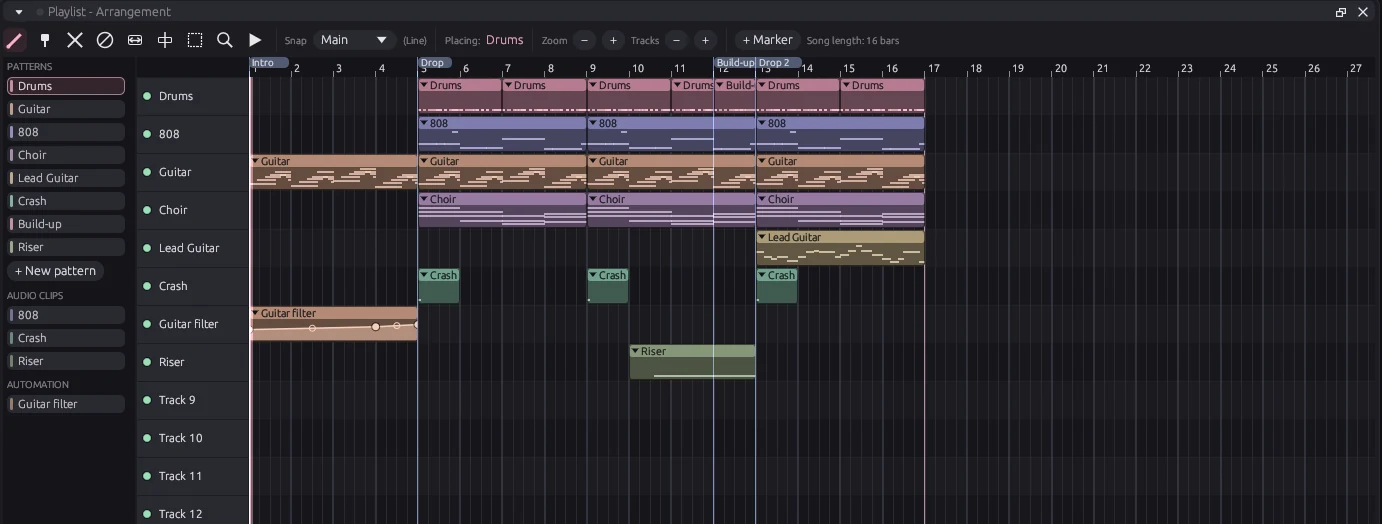 Playlist - Arrangement
Snap Main (Line) Placing: Drums Zoom − + Tracks − + + Marker Song length: 16 bars
PATTERNS
Drums
Guitar
808
Choir
Lead Guitar
Crash
Build-up
Riser
+ New pattern
AUDIO CLIPS
808
Crash
Riser
AUTOMATION
Guitar filter
Intro Drop Build-up Drop 2
1 2 3 4 5 6 7 8 9 10 11 12 13 14 15 16 17 18 19 20 21 22 23 24 25 26 27
Drums Drums Drums Drums Drums Build- Drums Drums
808 808 808 808
Guitar Guitar Guitar Guitar Guitar
Choir Choir Choir Choir
Lead Guitar Lead Guitar
Crash Crash Crash Crash
Guitar filter Guitar filter
Riser Riser
Track 9
Track 10
Track 11
Track 12